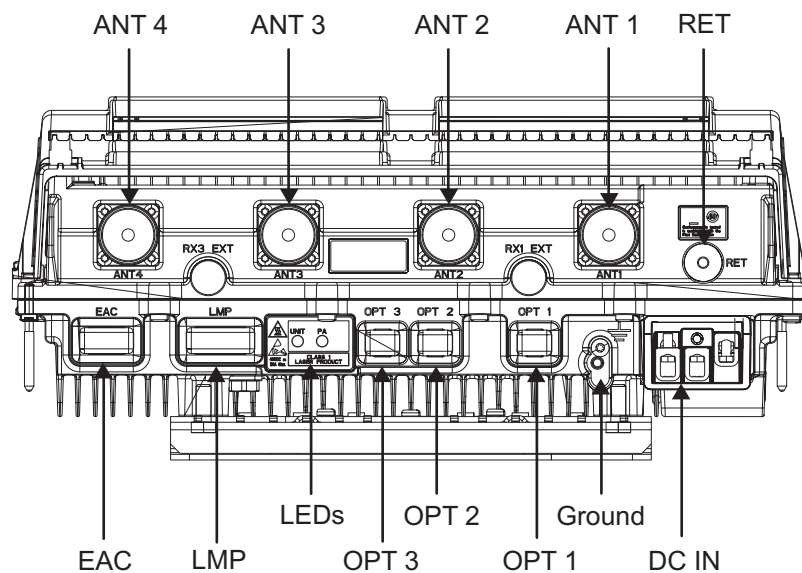 ANT 4 ANT 3 ANT 2 ANT 1 RET
RX3_EXT RX1_EXT RET
ANT4 ANT3 ANT2 ANT1
EAC LMP UNIT PA OPT 3 OPT 2 OPT 1
CLASS 1
LASER PRODUCT
LEDs OPT 2 Ground
EAC LMP OPT 3 OPT 1 DC IN